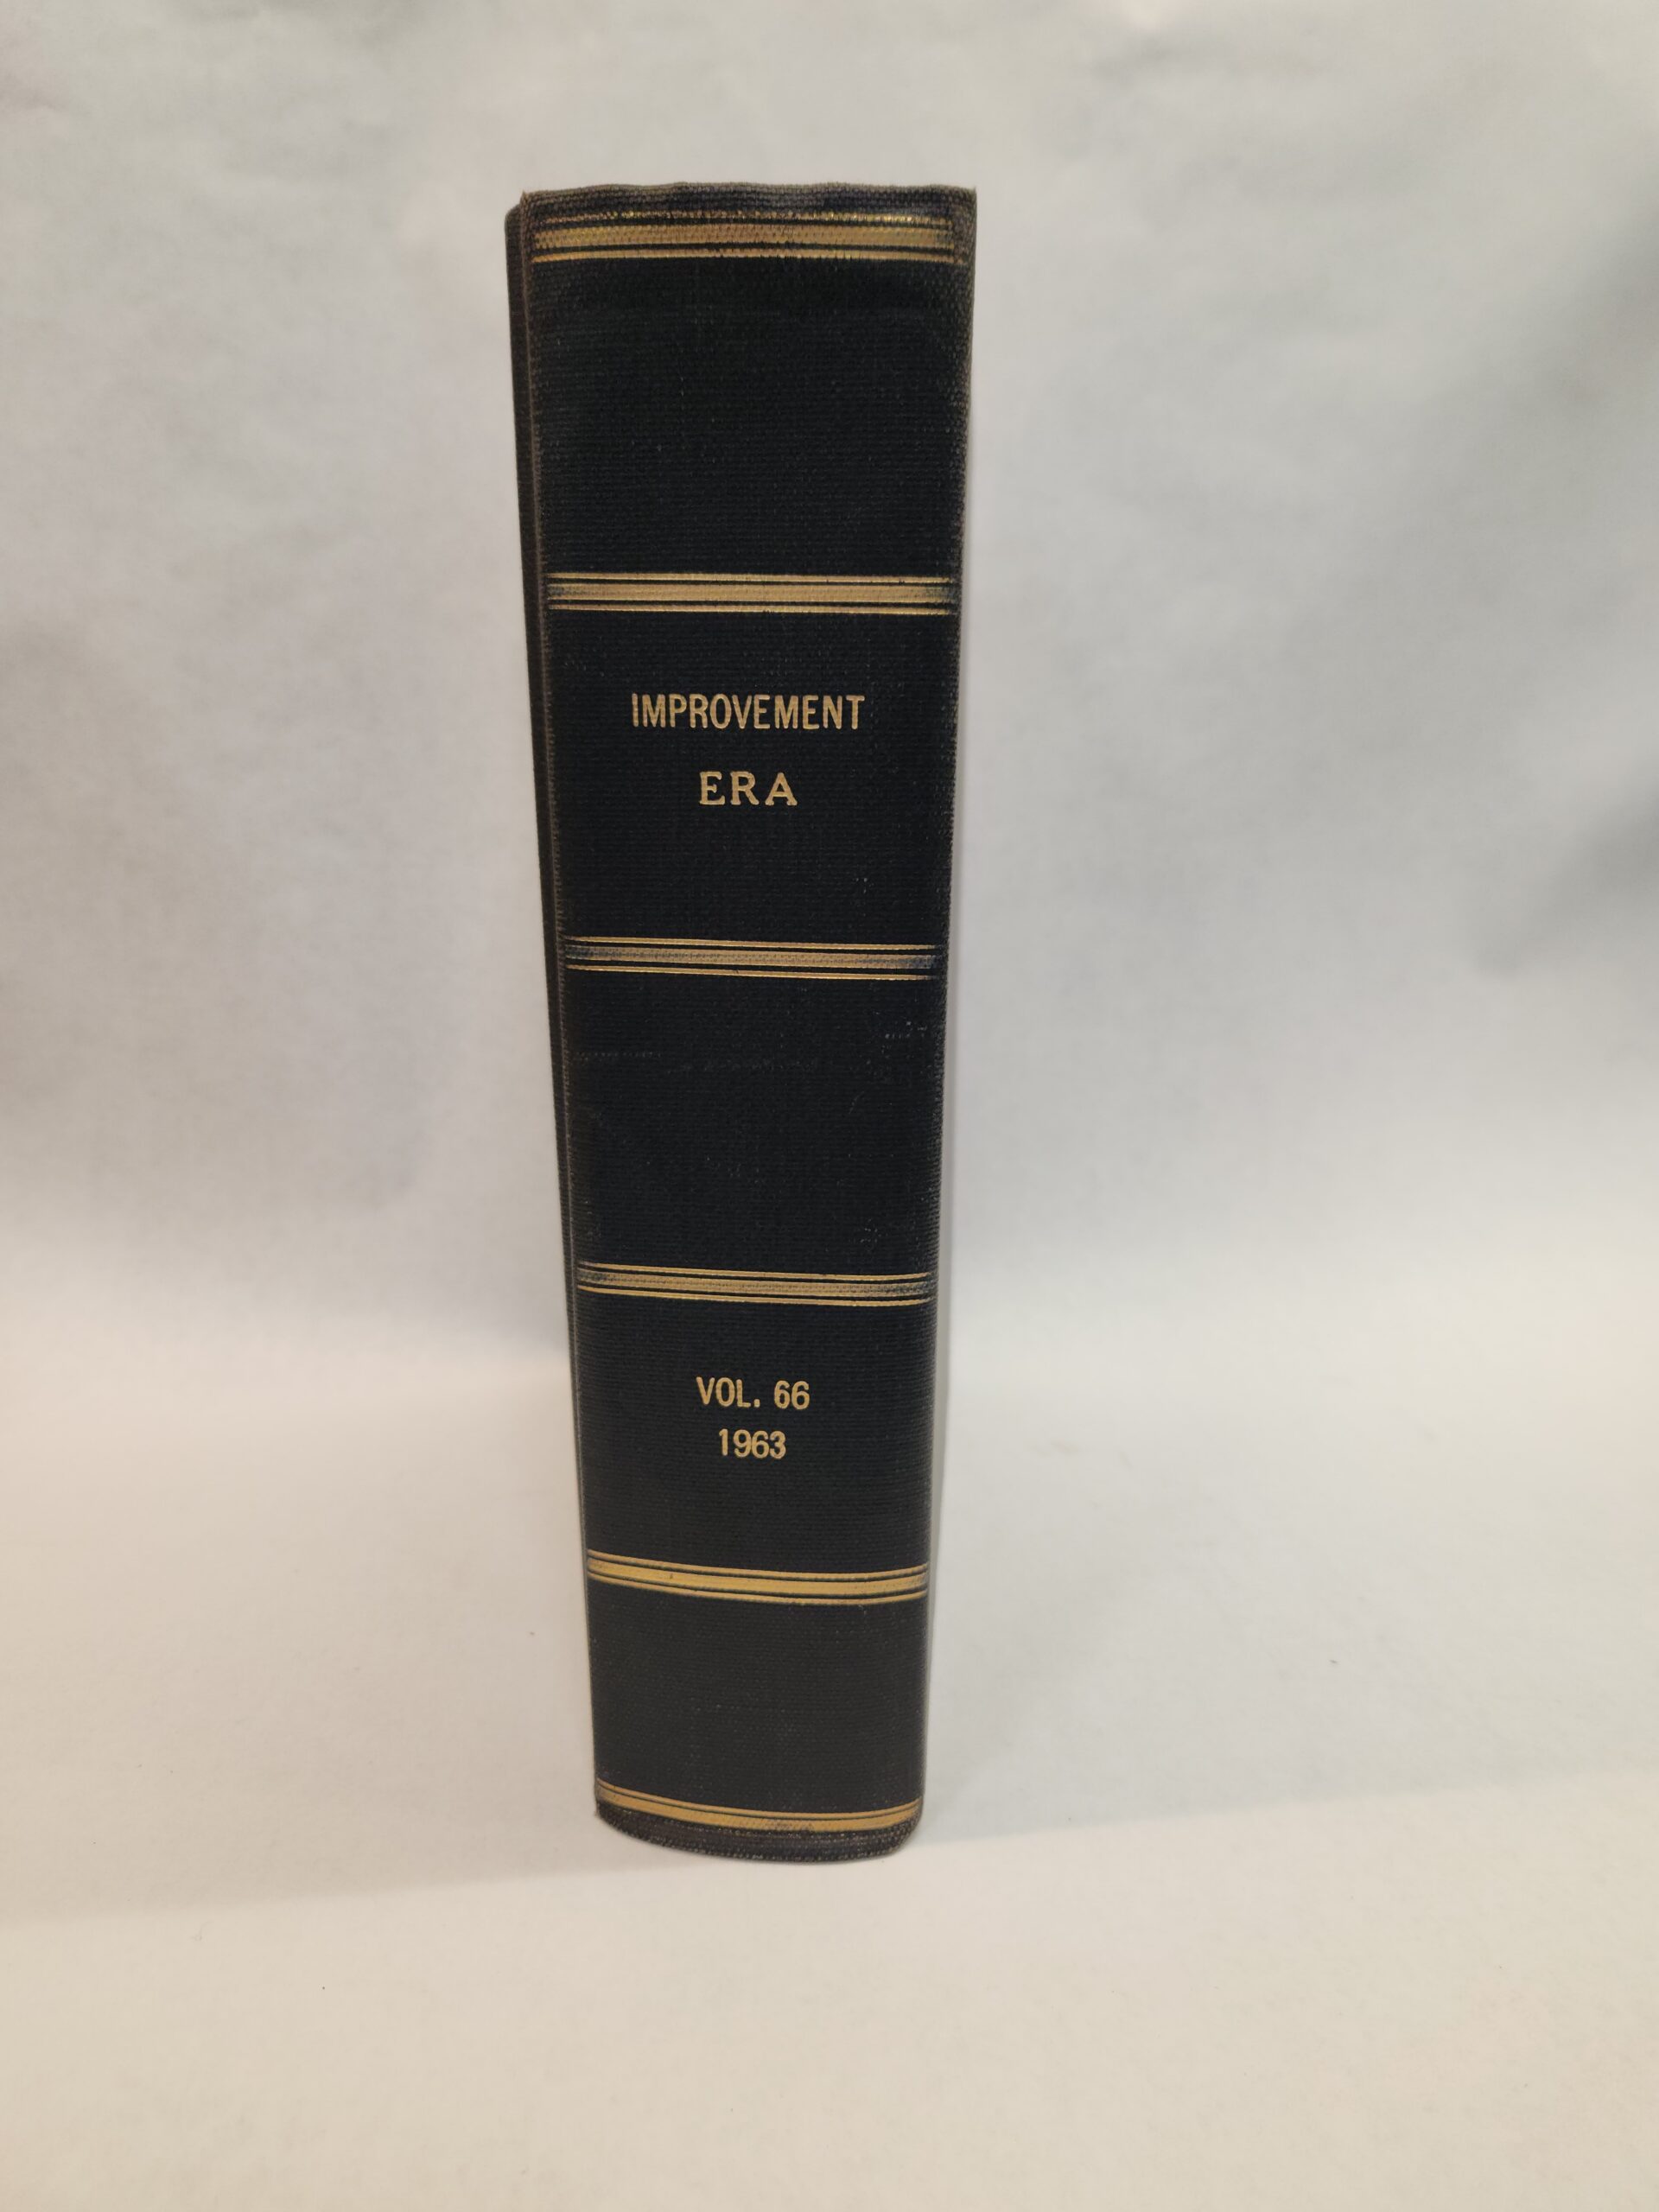 IMPROVEMENT
ERA
VOL. 66
1963